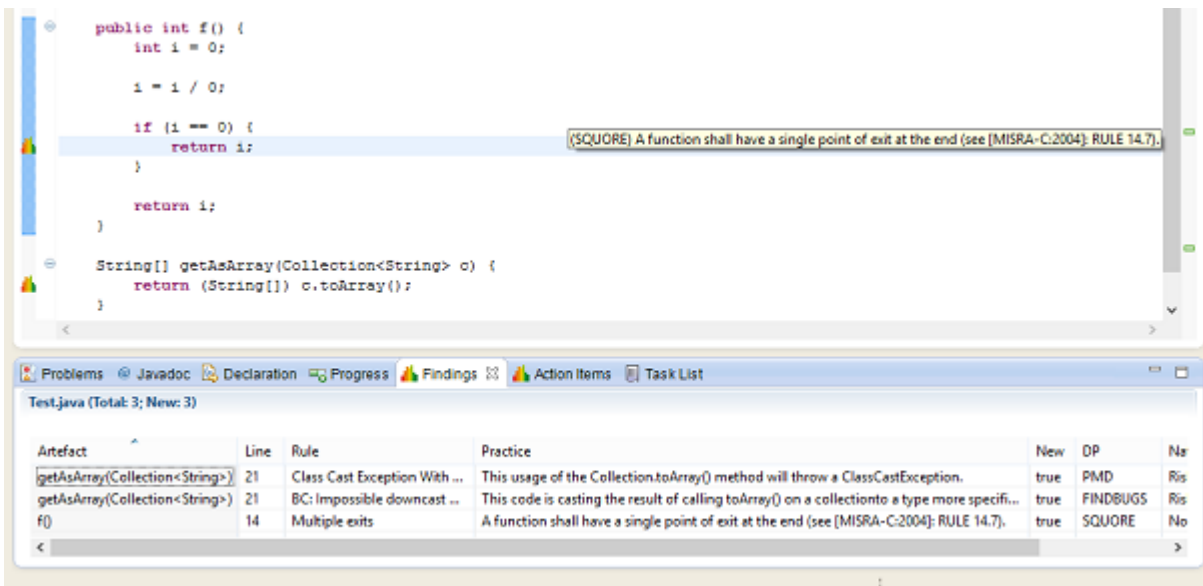 public int f() {
int i = 0;
i = i / 0;
if (i == 0) {
return i;
(SQUORE) A function shall have a single point of exit at the end (see [MISRA-C:2004]: RULE 14.7).
}
return i;
}
String[] getAsArray(Collection<String> c) {
return (String[]) c.toArray();
}
Problems Javadoc Declaration Progress Findings Action Items Task List
Test.java (Total: 3; New: 3)
Artefact Line Rule Practice New DP Na
getAsArray(Collection<String>) 21 Class Cast Exception With ... This usage of the Collection.toArray() method will throw a ClassCastException. true PMD Ris
getAsArray(Collection<String>) 21 BC: Impossible downcast ... This code is casting the result of calling toArray() on a collectionto a type more specifi... true FINDBUGS Ris
f() 14 Multiple exits A function shall have a single point of exit at the end (see [MISRA-C:2004]: RULE 14.7). true SQUORE No